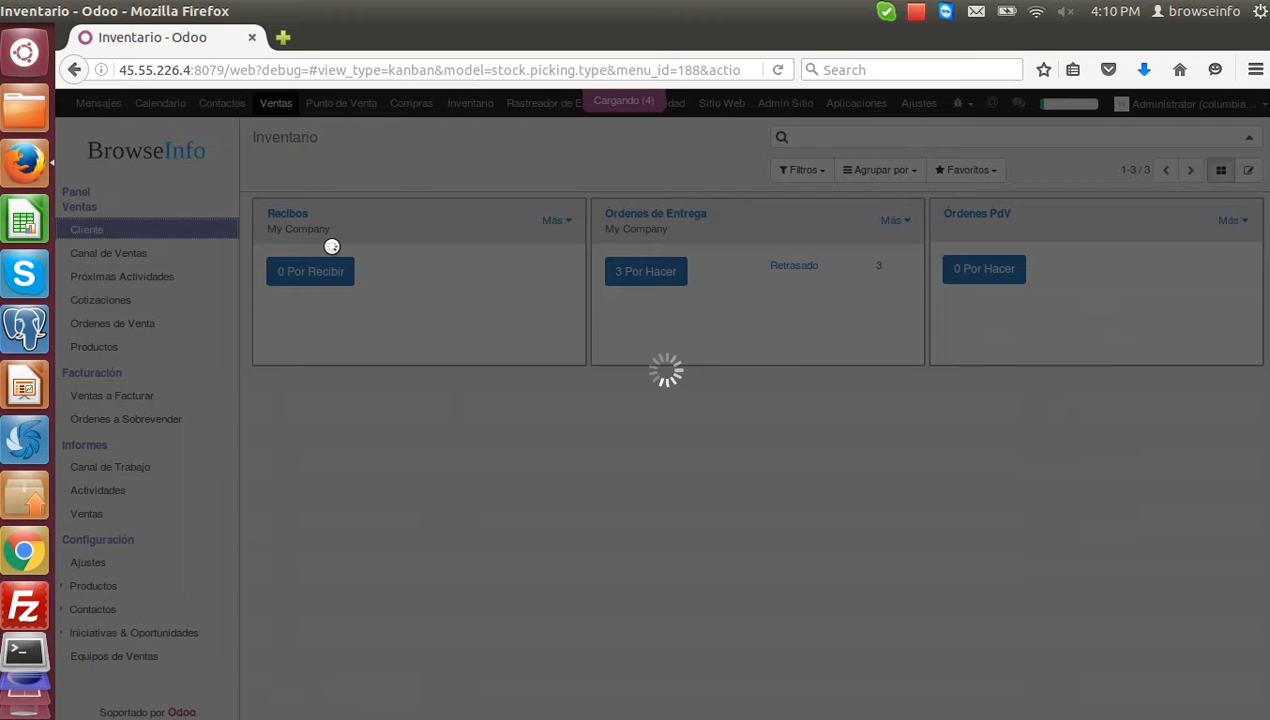 Inventario - Odoo - Mozilla Firefox
4:10 PM browseinfo
Inventario - Odoo
45.55.226.4:8079/web?debug=#view_type=kanban&model=stock.picking.type&menu_id=188&actio
Search
Mensajes Calendario Contactos Ventas Punto de Venta Compras Inventario Rastreador de E Cargando (4) dad Sitio Web Admin Sitio Aplicaciones Ajustes @ Administrator (columbia...
BrowseInfo
Inventario
Filtros Agrupar por Favoritos 1-3 / 3
Panel
Ventas
Cliente
Canal de Ventas
Próximas Actividades
Cotizaciones
Órdenes de Venta
Productos
Facturación
Ventas a Facturar
Órdenes a Sobrevender
Informes
Canal de Trabajo
Actividades
Ventas
Configuración
Ajustes
Productos
Contactos
Iniciativas & Oportunidades
Equipos de Ventas
Soportado por Odoo
Recibos
My Company
Más
0 Por Recibir
Órdenes de Entrega
My Company
Más
3 Por Hacer
Retrasado 3
Órdenes PdV
Más
0 Por Hacer